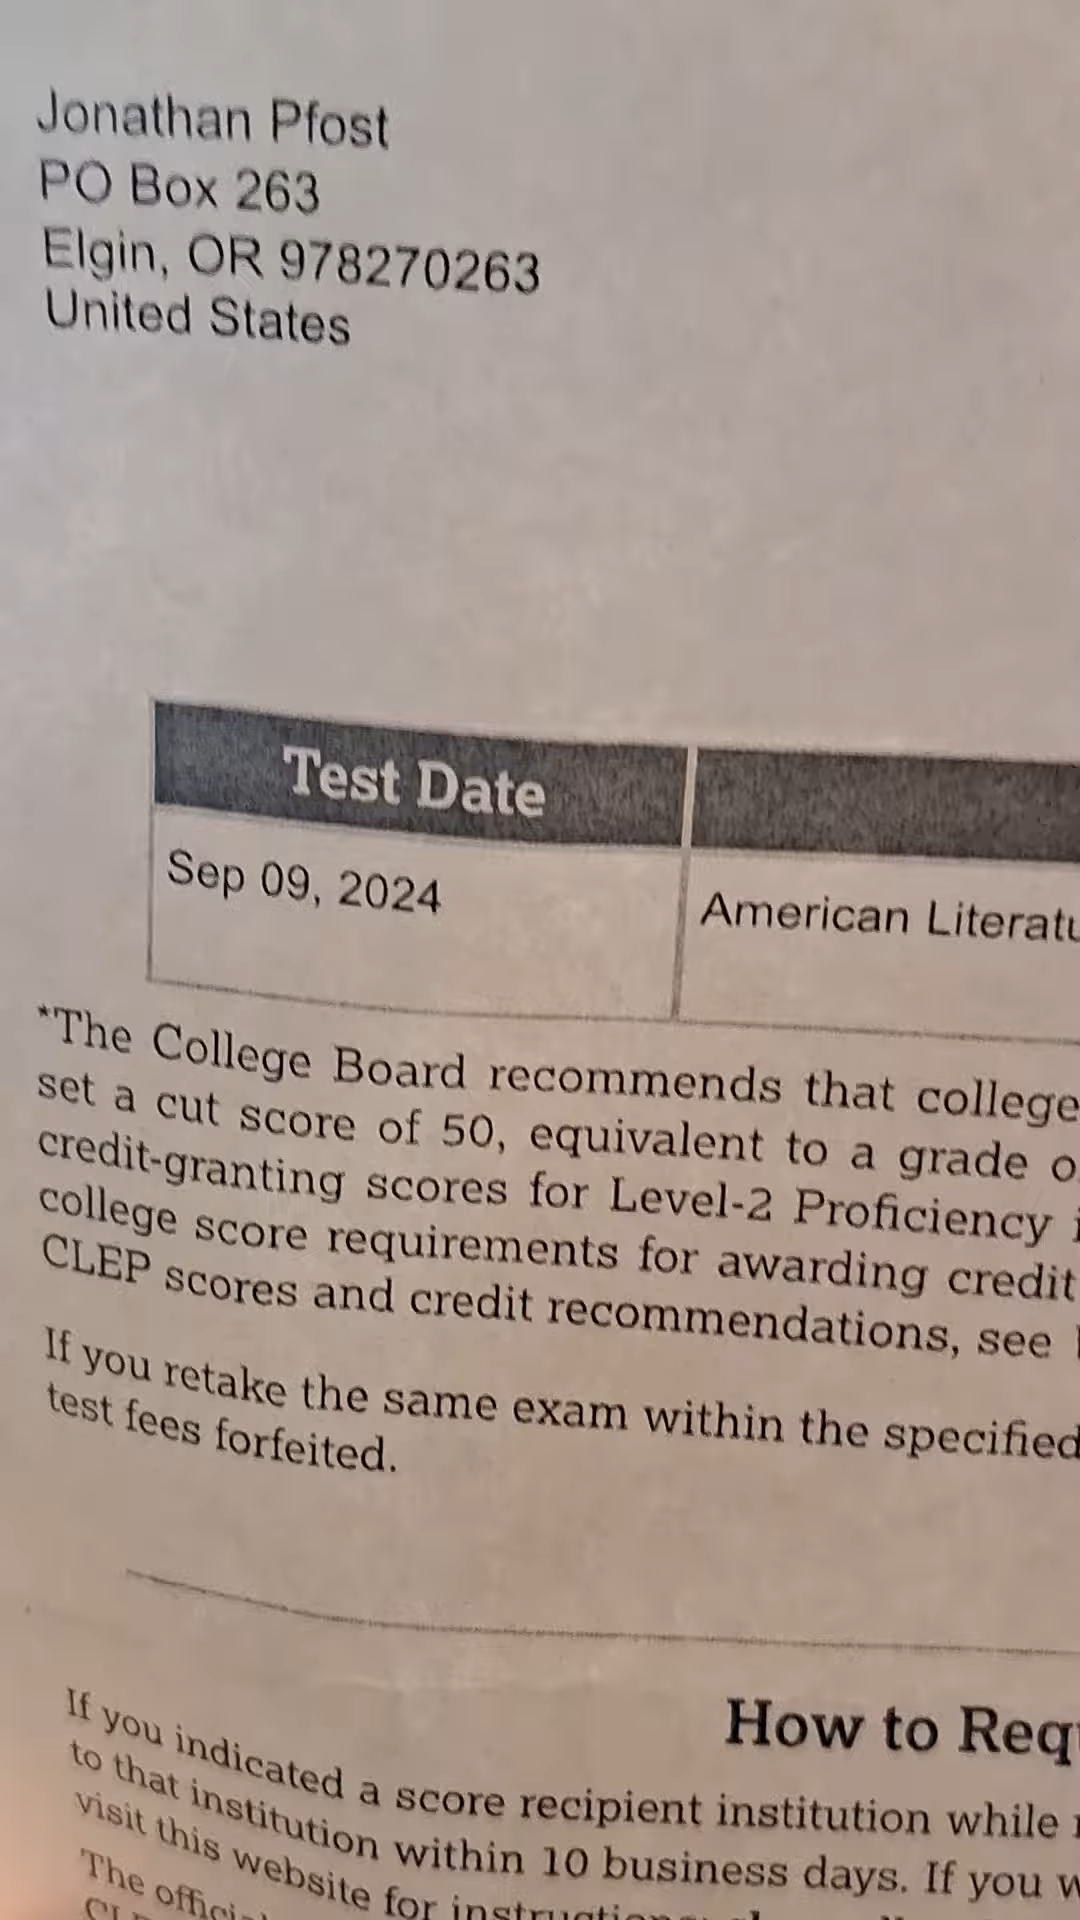 Jonathan Pfost
PO Box 263
Elgin, OR 978270263
United States
Test Date
Sep 09, 2024
American Literatu
*The College Board recommends that college
set a cut score of 50, equivalent to a grade o
credit-granting scores for Level-2 Proficiency i
college score requirements for awarding credit
CLEP scores and credit recommendations, see
If you retake the same exam within the specified
test fees forfeited.
How to Requ
If you indicated a score recipient institution while
to that institution within 10 business days. If you w
visit this website for
The